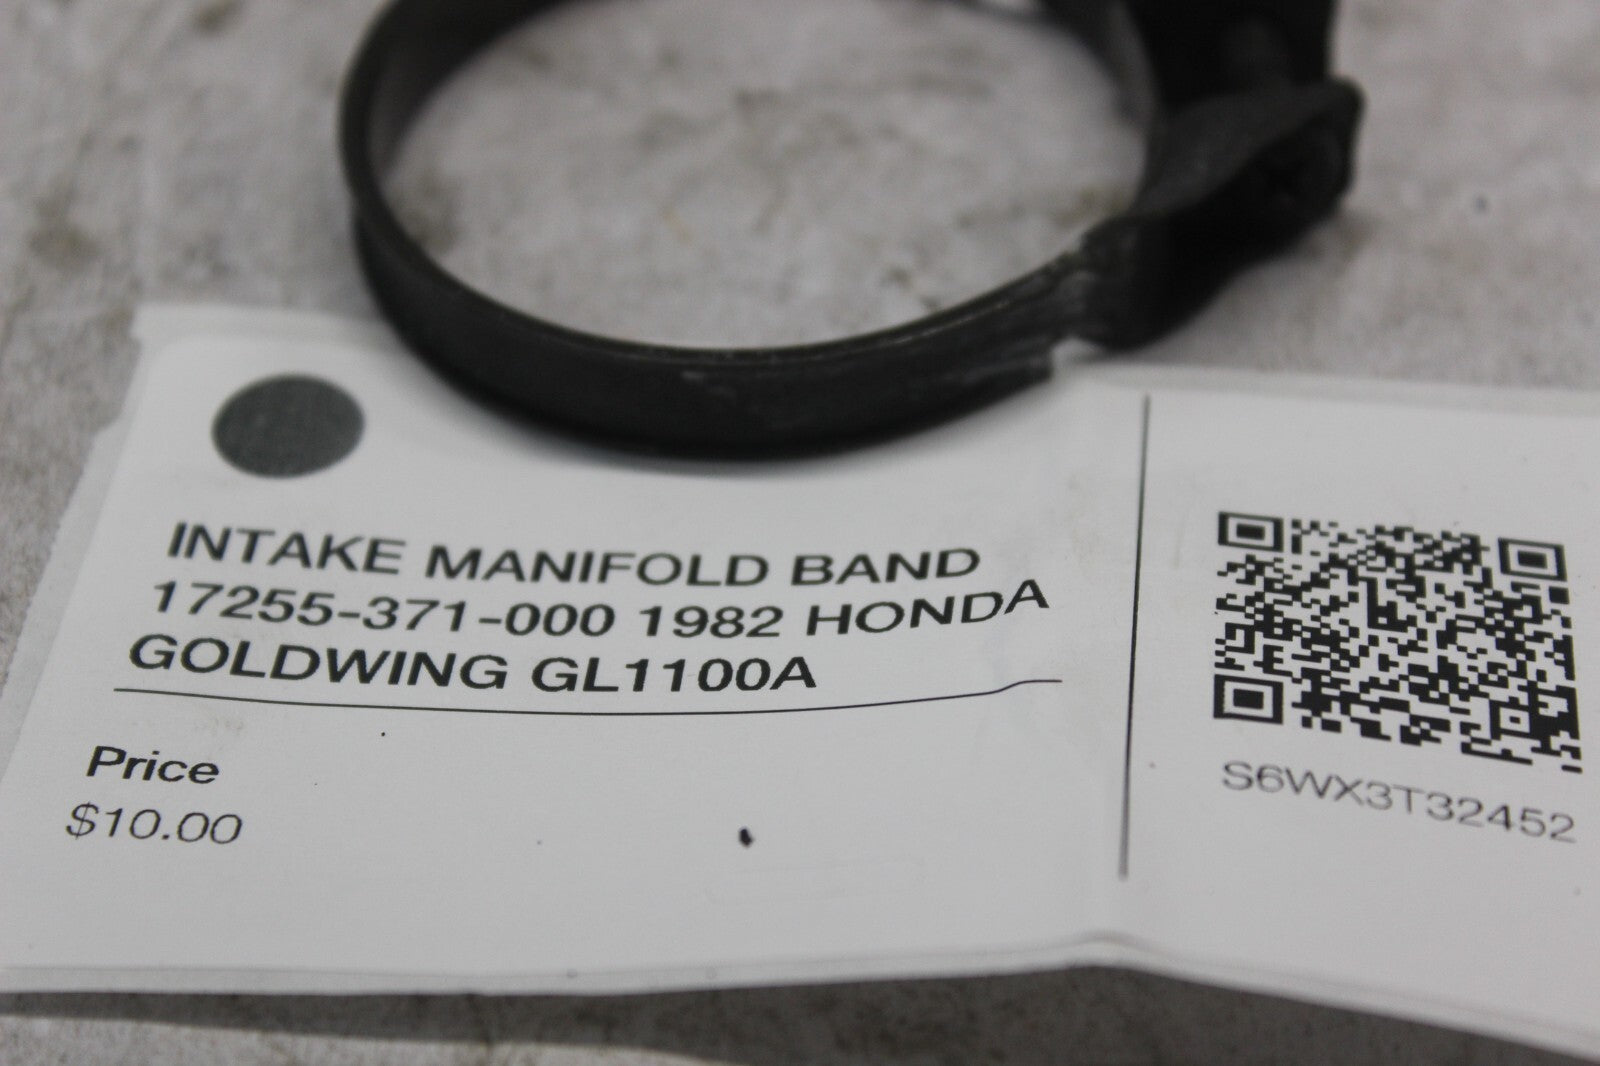 INTAKE MANIFOLD BAND
17255-371-000 1982 HONDA
GOLDWING GL1100A
Price
$10.00
S6WX3T32452